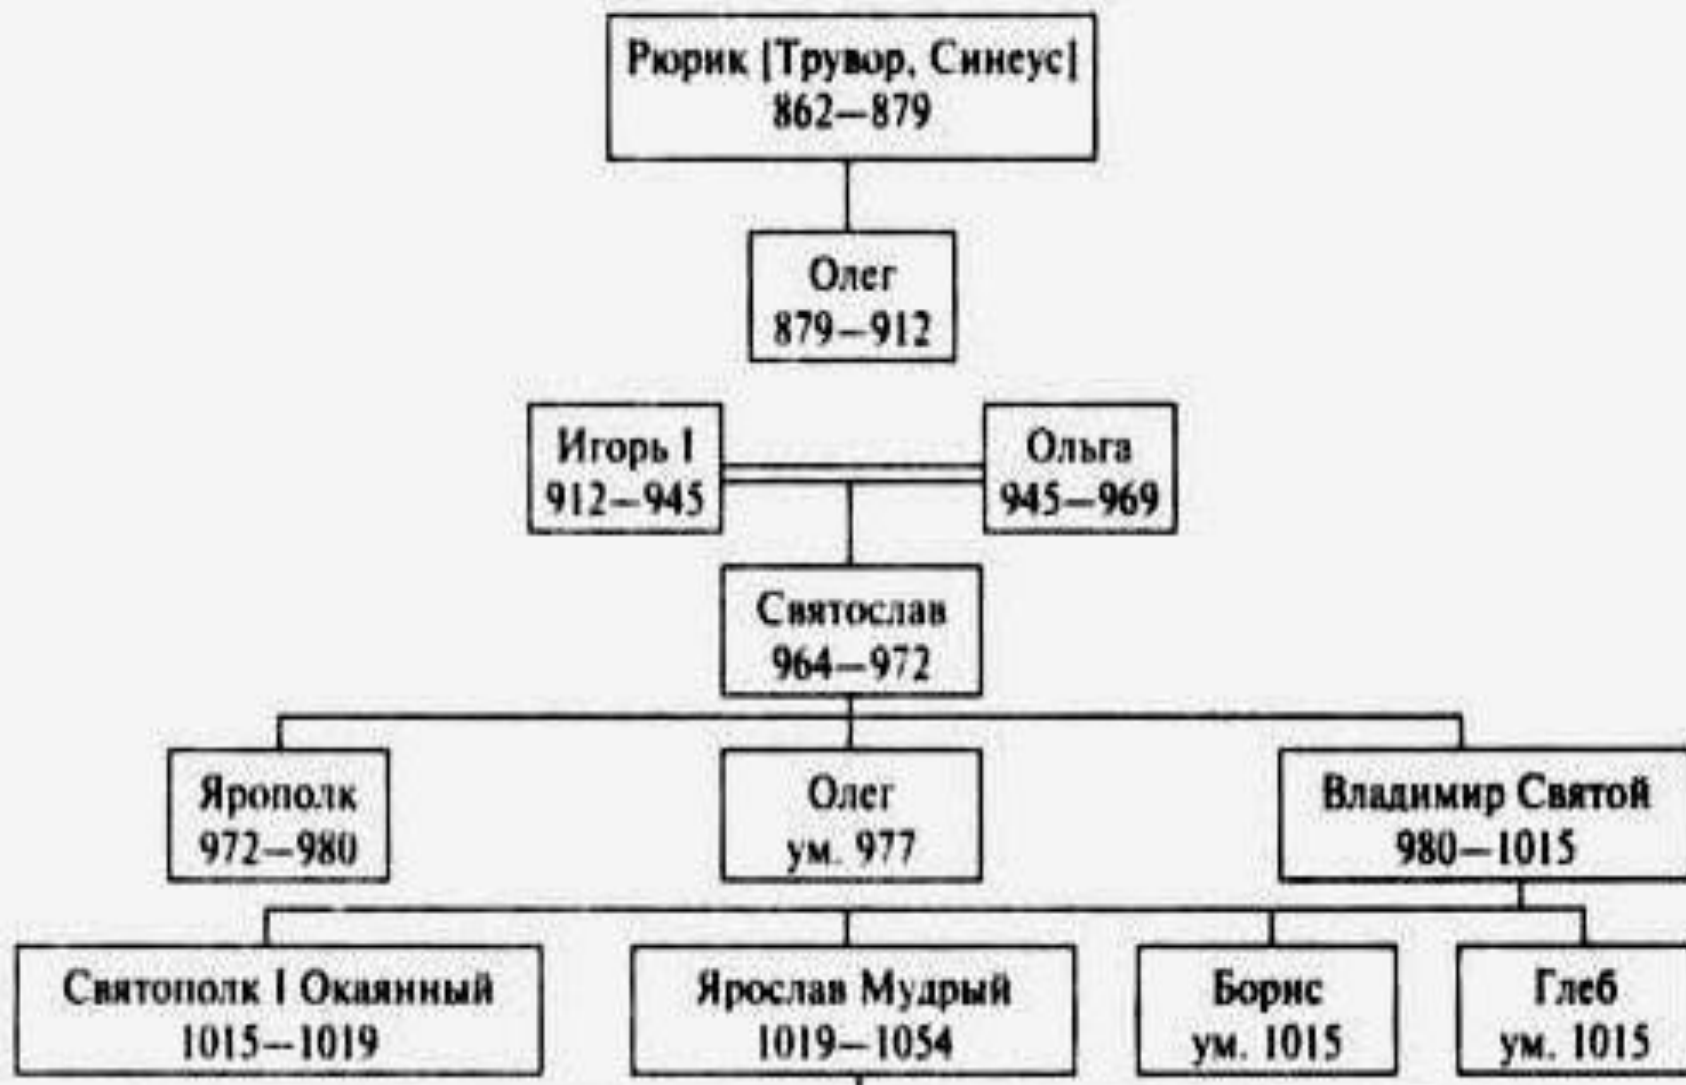 Рюрик [Трувор, Синеус]
862—879
Олег
879—912
Игорь I
912—945
Ольга
945—969
Святослав
964—972
Ярополк
972—980
Олег
ум. 977
Владимир Святой
980—1015
Святополк I Окаянный
1015—1019
Ярослав Мудрый
1019—1054
Борис
ум. 1015
Глеб
ум. 1015